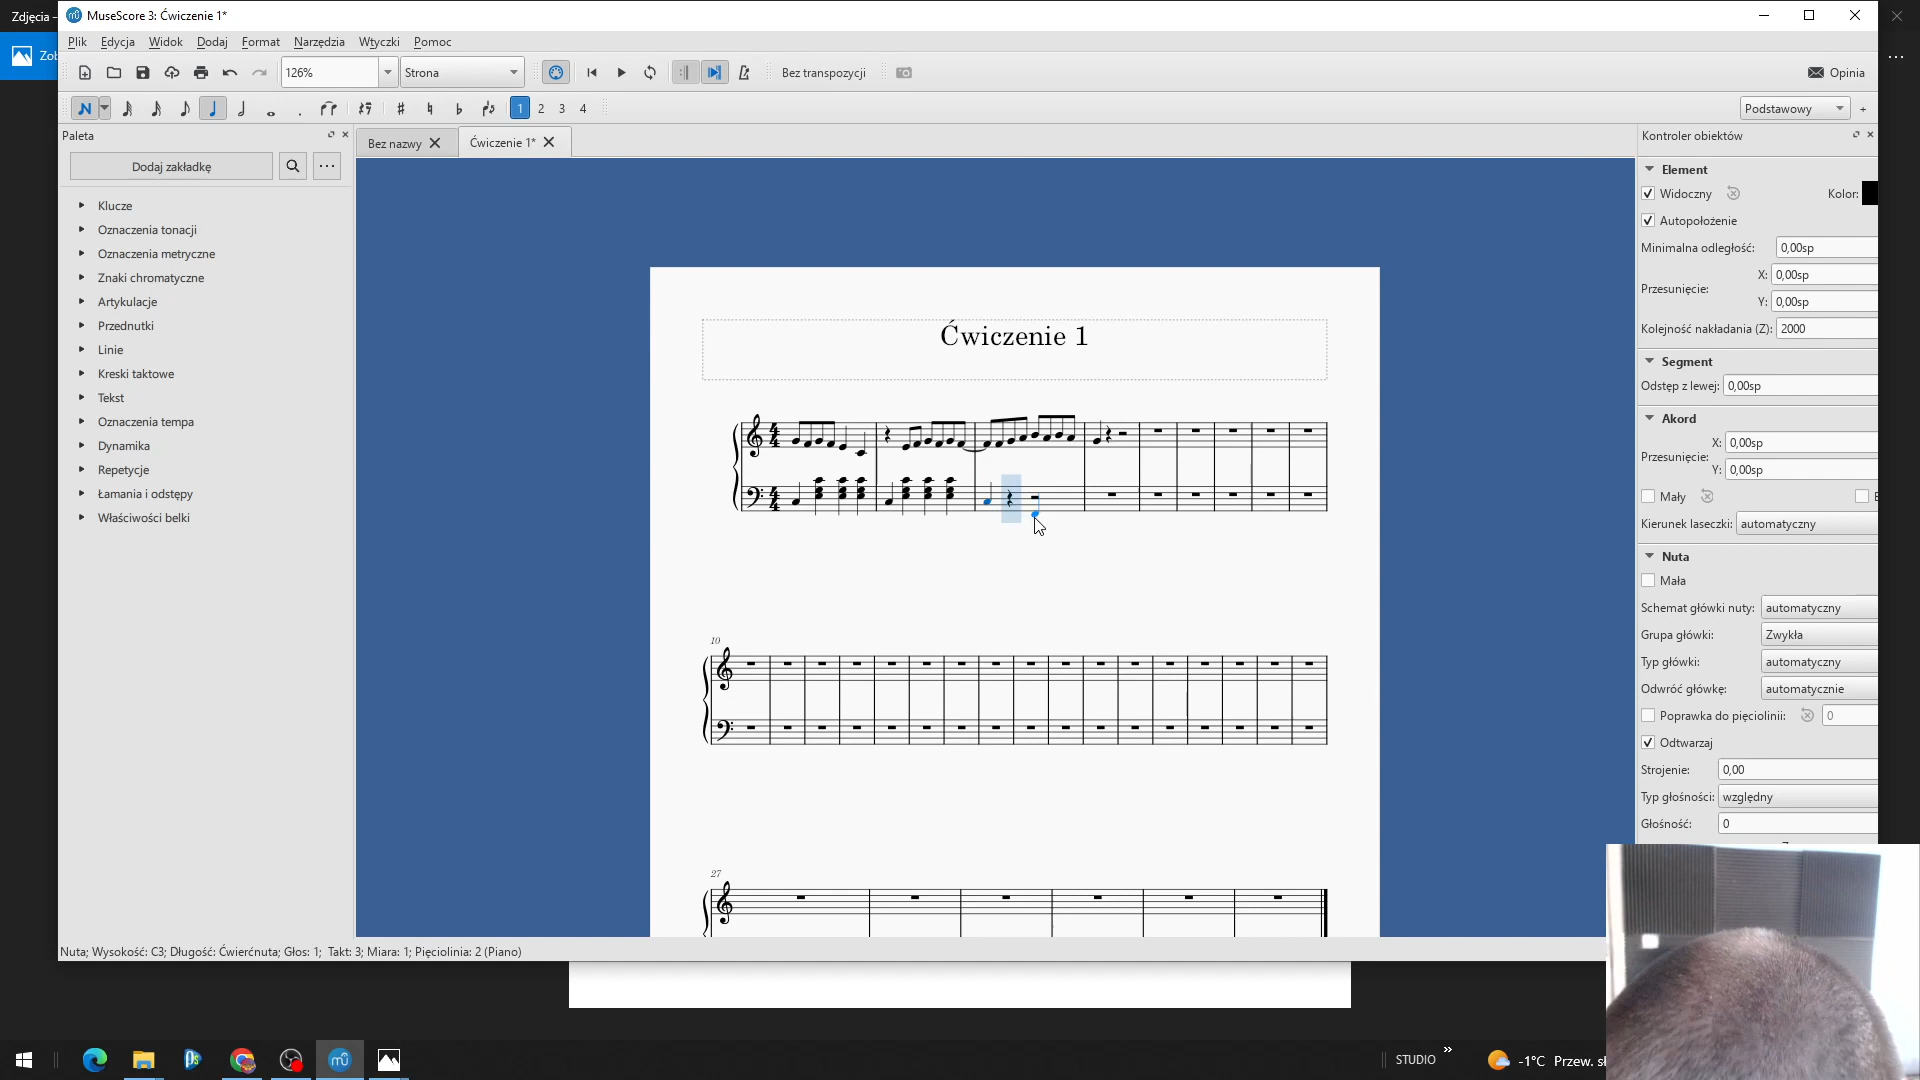 Zdjęcia –
MuseScore 3: Ćwiczenie 1*
Plik Edycja Widok Dodaj Format Narzędzia Wtyczki Pomoc
126% Strona Bez transpozycji Opinia
1 2 3 4 Podstawowy +
Paleta
Bez nazwy Ćwiczenie 1*
Kontroler obiektów
Dodaj zakładkę
Klucze
Oznaczenia tonacji
Oznaczenia metryczne
Znaki chromatyczne
Artykulacje
Przednutki
Linie
Kreski taktowe
Tekst
Oznaczenia tempa
Dynamika
Repetycje
Łamania i odstępy
Właściwości belki
Ćwiczenie 1
10
27
Element
Widoczny Kolor:
Autopołożenie
Minimalna odległość: 0,00sp
Przesunięcie: X: 0,00sp
Y: 0,00sp
Kolejność nakładania (Z): 2000
Segment
Odstęp z lewej: 0,00sp
Akord
Przesunięcie: X: 0,00sp
Y: 0,00sp
Mały
Kierunek laseczki: automatyczny
Nuta
Mała
Schemat główki nuty: automatyczny
Grupa główki: Zwykła
Typ główki: automatyczny
Odwróć główkę: automatycznie
Poprawka do pięciolinii: 0
Odtwarzaj
Strojenie: 0,00
Typ głośności: względny
Głośność: 0
Nuta; Wysokość: C3; Długość: Ćwierćnuta; Głos: 1; Takt: 3; Miara: 1; Pięciolinia: 2 (Piano)
STUDIO » -1°C Przew.